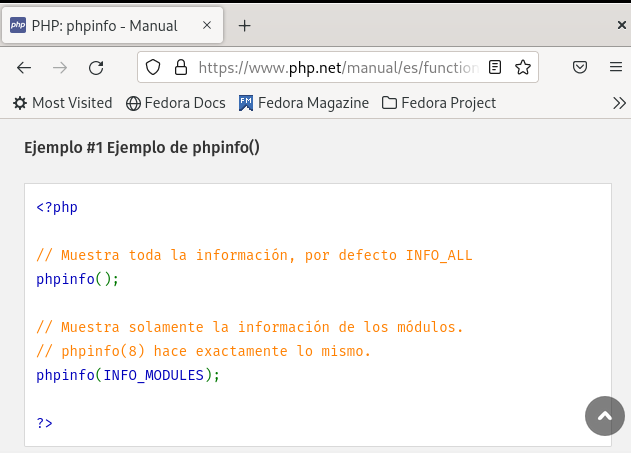 php PHP: phpinfo - Manual
https://www.php.net/manual/es/function
Most Visited Fedora Docs FM Fedora Magazine Fedora Project
Ejemplo #1 Ejemplo de phpinfo()
<?php
// Muestra toda la información, por defecto INFO_ALL
phpinfo();
// Muestra solamente la información de los módulos.
// phpinfo(8) hace exactamente lo mismo.
phpinfo(INFO_MODULES);
?>